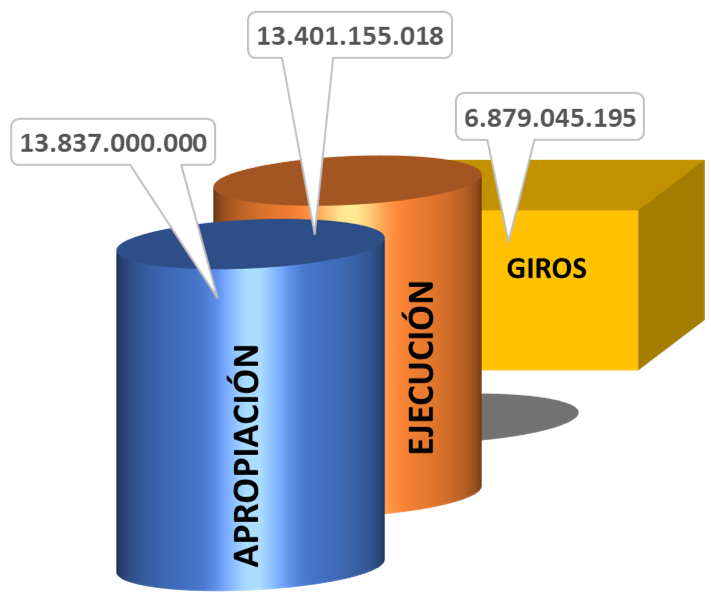 13.401.155.018
6.879.045.195
13.837.000.000
GIROS
EJECUCIÓN
APROPIACIÓN